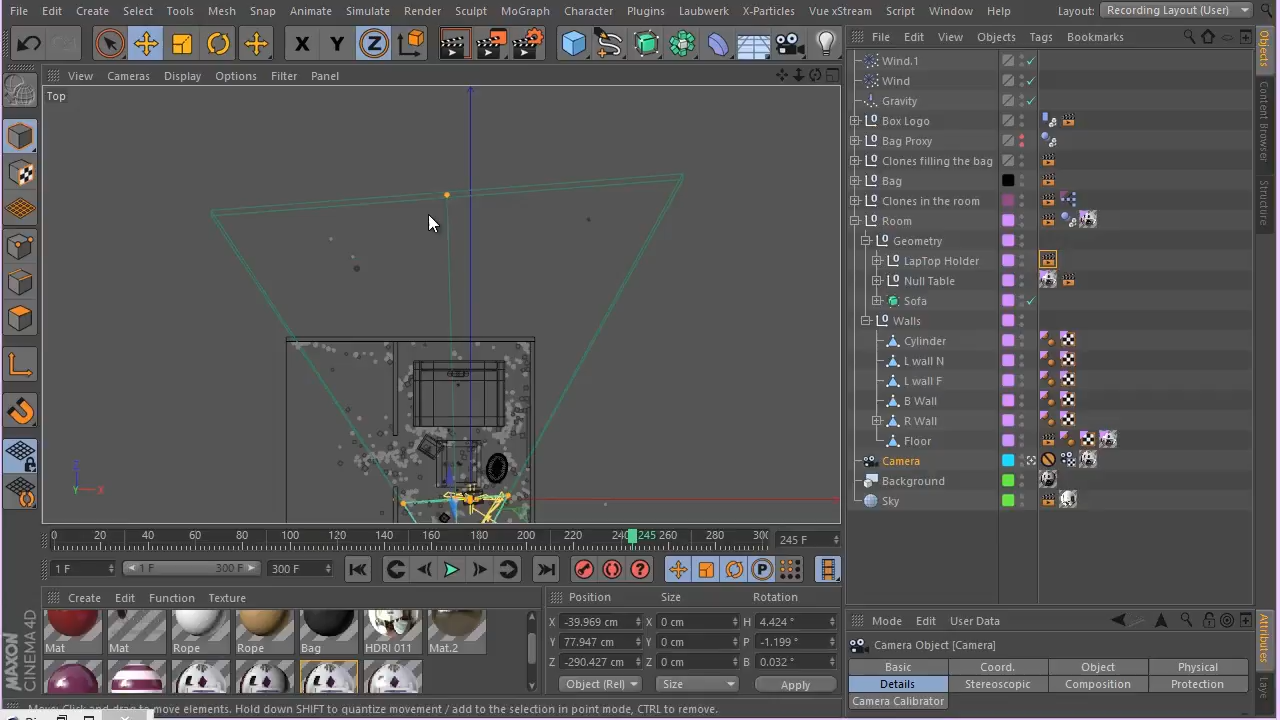 File Edit Create Select Tools Mesh Snap Animate Simulate Render Sculpt MoGraph Character Plugins Laubwerk X-Particles Vue xStream Script Window Help Layout: Recording Layout (User)
X Y Z
File Edit View Objects Tags Bookmarks
View Cameras Display Options Filter Panel
Top
Wind.1
Wind
Gravity
Box Logo
Bag Proxy
Clones filling the bag
Bag
Clones in the room
Room
Geometry
LapTop Holder
Null Table
Sofa
Walls
Cylinder
L wall N
L wall F
B Wall
R Wall
Floor
Camera
Background
Sky
Objects
Content Browser
Structure
Z
Y X
0 20 40 60 80 100 120 140 160 180 200 220 240 245 260 280 300 245 F
1 F 1 F 300 F 300 F
Create Edit Function Texture
Mat Mat Rope Rope Bag HDRI 011 Mat.2
Position Size Rotation
X -39.969 cm X 0 cm H 4.424 °
Y 77.947 cm Y 0 cm P -1.199 °
Z -290.427 cm Z 0 cm B 0.032 °
Object (Rel) Size Apply
Mode Edit User Data
Camera Object [Camera]
Basic Coord. Object Physical
Details Stereoscopic Composition Protection
Camera Calibrator
Attributes
MAXON
CINEMA 4D
Move: Click and drag to move elements. Hold down SHIFT to quantize movement / add to the selection in point mode, CTRL to remove.